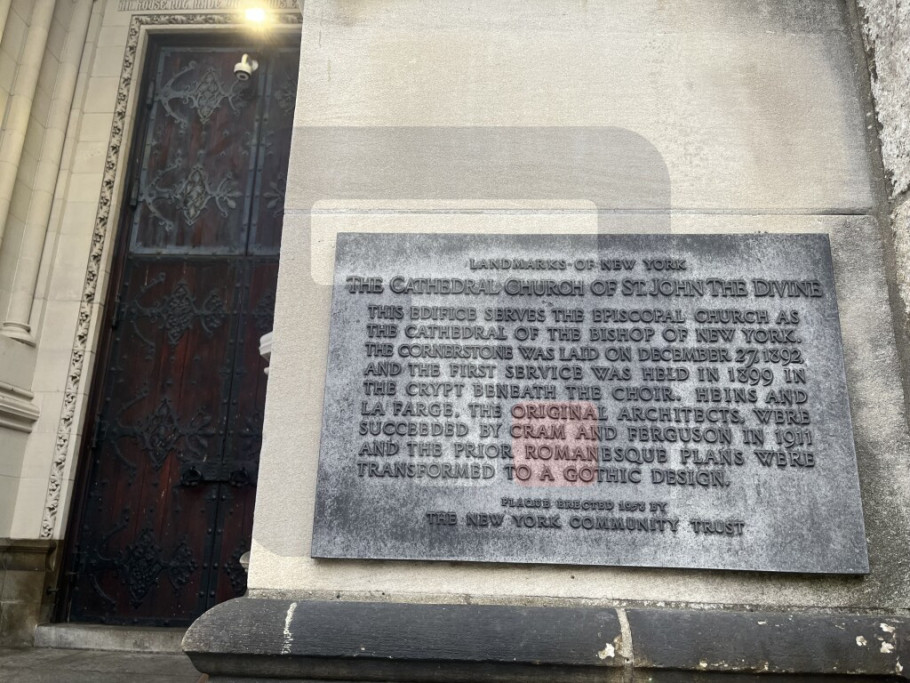 LANDMARKS·OF·NEW YORK
THE CATHEDRAL CHURCH OF ST. JOHN THE DIVINE
THIS EDIFICE SERVES THE EPISCOPAL CHURCH AS
THE CATHEDRAL OF THE BISHOP OF NEW YORK.
THE CORNERSTONE WAS LAID ON DECEMBER 27, 1892,
AND THE FIRST SERVICE WAS HELD IN 1899 IN
THE CRYPT BENEATH THE CHOIR. HEINS AND
LA FARGE, THE ORIGINAL ARCHITECTS, WERE
SUCCEEDED BY CRAM AND FERGUSON IN 1911
AND THE PRIOR ROMANESQUE PLANS WERE
TRANSFORMED TO A GOTHIC DESIGN.
PLAQUE ERECTED BY
THE NEW YORK COMMUNITY TRUST